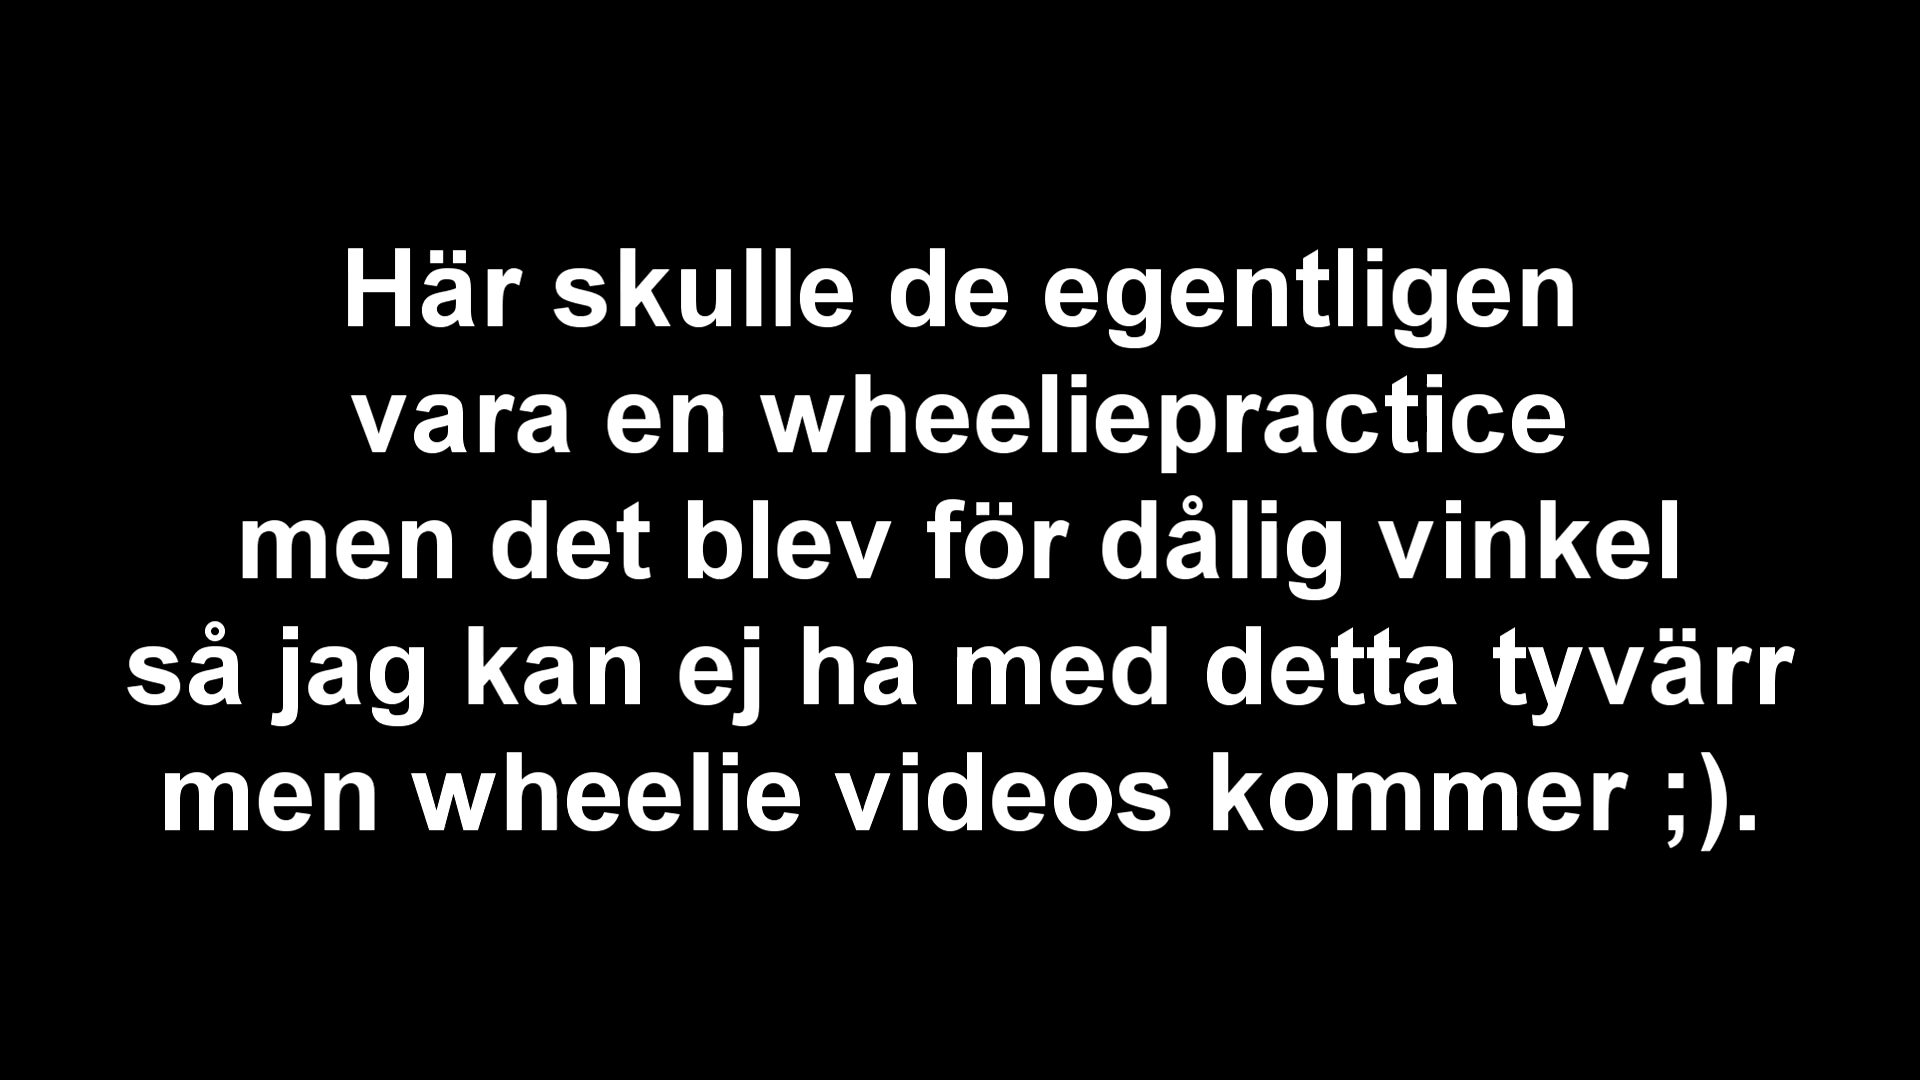 Här skulle de egentligen
vara en wheeliepractice
men det blev för dålig vinkel
så jag kan ej ha med detta tyvärr
men wheelie videos kommer ;).